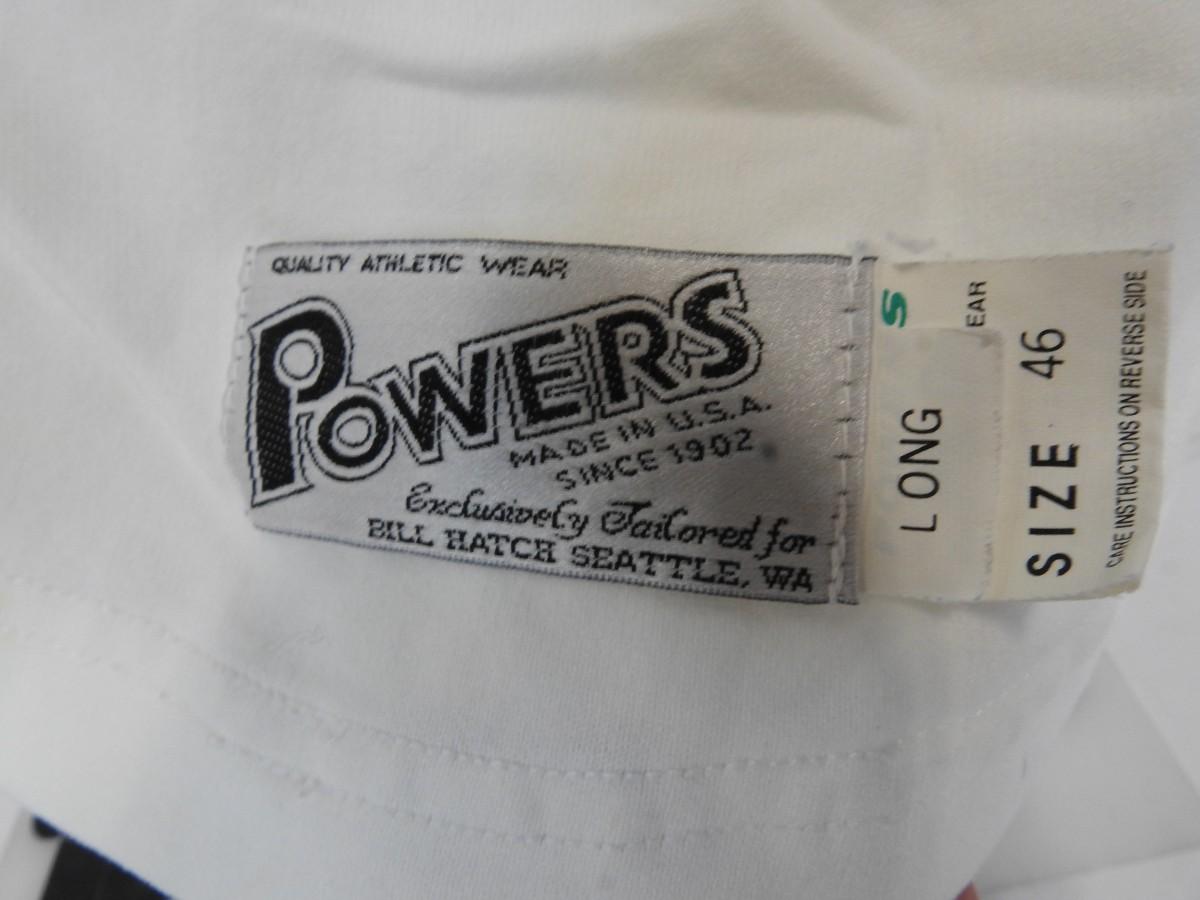 QUALITY ATHLETIC WEAR
POWERS
MADE IN U.S.A.
SINCE 1902
Exclusively Tailored for
BILL HATCH SEATTLE, WA
S
EAR
LONG
SIZE 46
CARE INSTRUCTIONS ON REVERSE SIDE